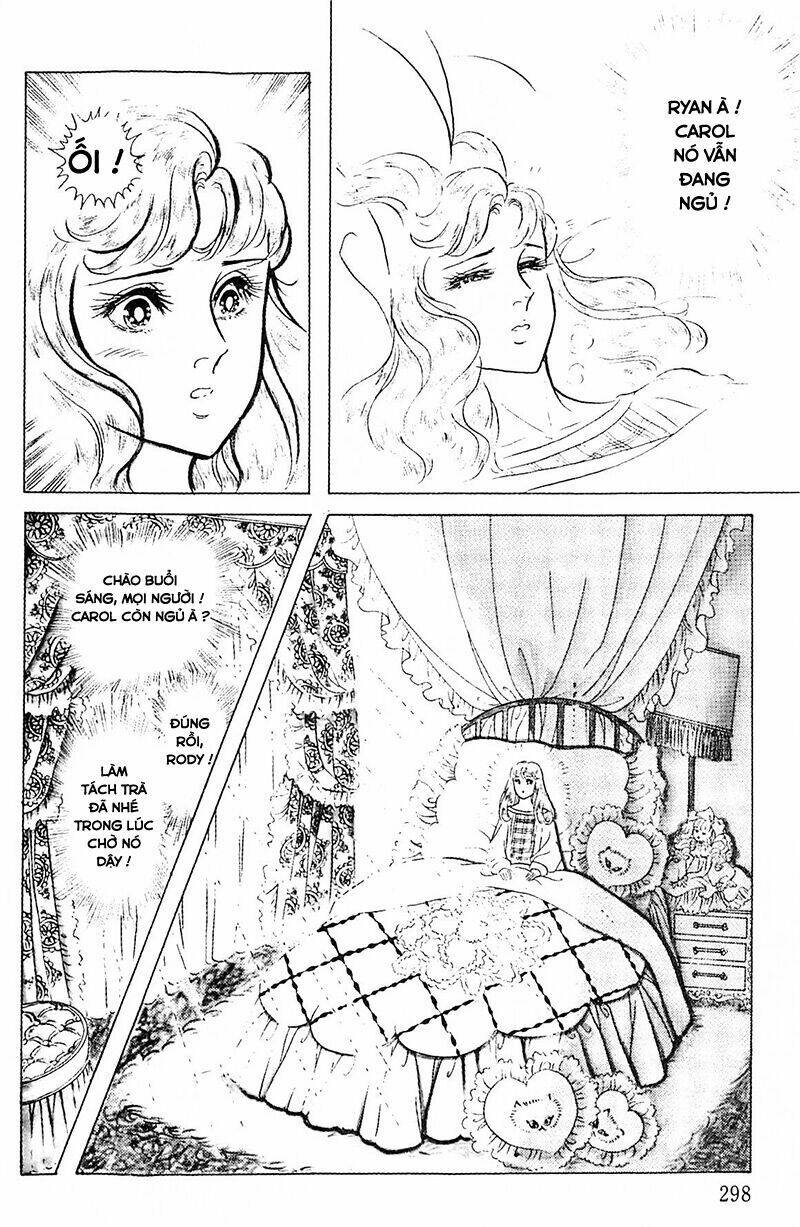 RYAN À !
CAROL
NÓ VẪN
ĐANG
NGỦ !
ỐI !
CHÀO BUỔI
SÁNG, MỌI NGƯỜI !
CAROL CÒN NGỦ À ?
ĐÚNG
RỒI,
RODY !
LÀM
TÁCH TRÀ
ĐÃ NHÉ
TRONG LÚC
CHỜ NÓ
DẬY !
298